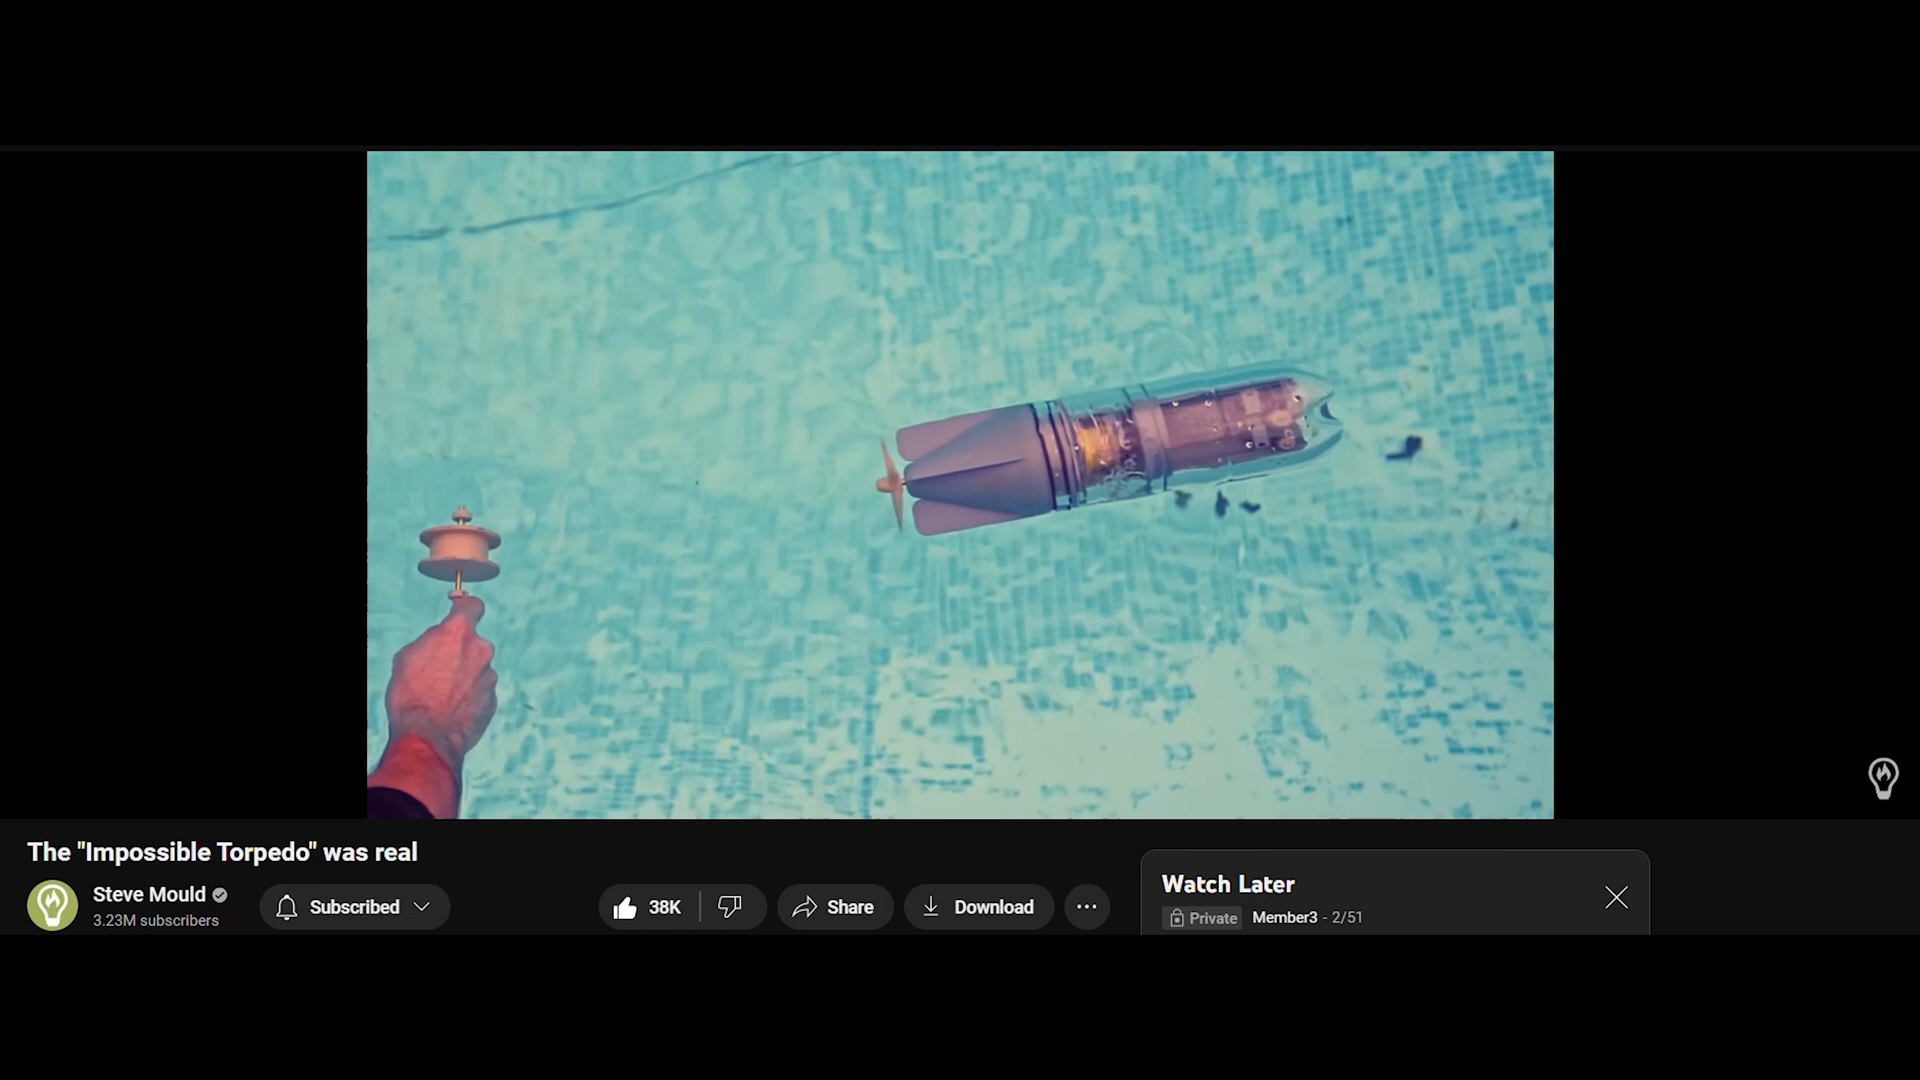 The "Impossible Torpedo" was real
Steve Mould
3.23M subscribers
Subscribed
38K
Share
Download
Watch Later
Private Member3 - 2/51